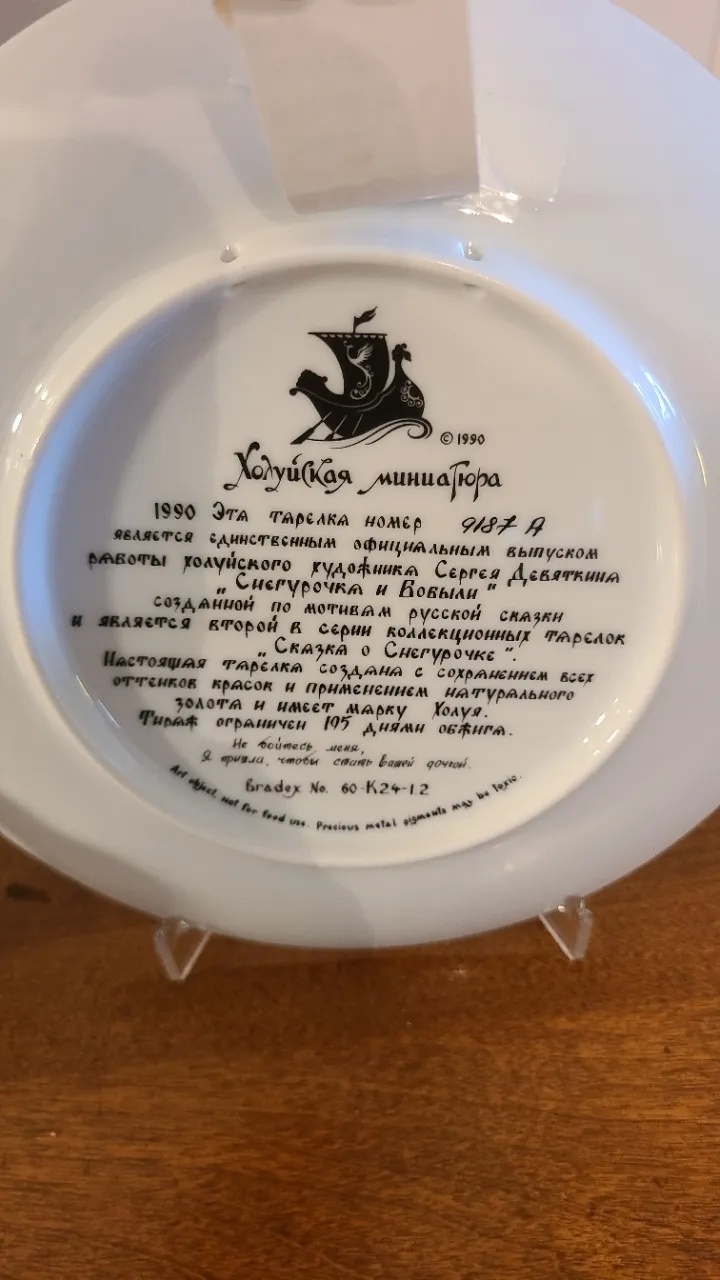 © 1990
Холуйская миниатюра
1990 Эта тарелка номер 9187 A
является единственным официальным выпуском
работы холуйского художника Сергея Девяткина
„Снегурочка и Бобыли"
созданной по мотивам русской сказки
и является второй в серии коллекционных тарелок
„Сказка о Снегурочке".
Настоящая тарелка создана с сохранением всех
оттенков красок и применением натурального
золота и имеет марку Холуя.
Тираж ограничен 195 днями обжига.
Не бойтесь меня,
Я пришла, чтобы стать вашей дочкой.
Bradex No. 60-K24-1.2
Art object, not for food use. Precious metal pigments may be toxic.